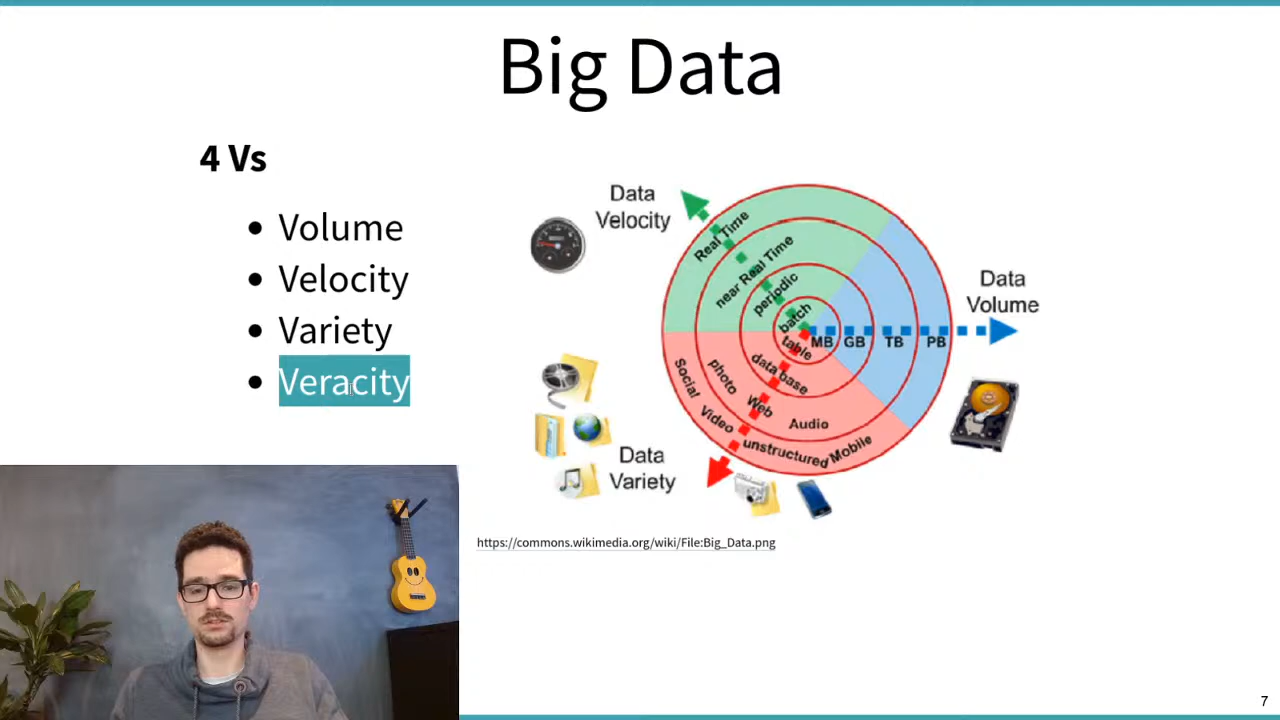 Big Data
4 Vs
Volume
Velocity
Variety
Veracity
Data
Velocity
Real Time
near Real Time
periodic
batch
Data
Volume
MB GB TB PB
table
data base
photo
Web
Audio
Social
Video
unstructured
Mobile
Data
Variety
https://commons.wikimedia.org/wiki/File:Big_Data.png
7